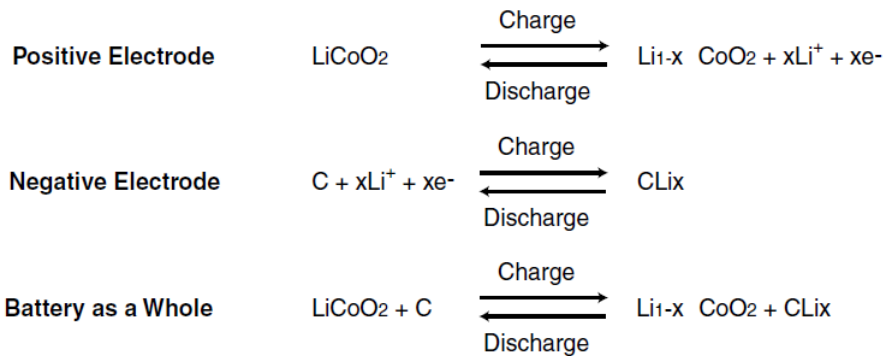 Charge
Positive Electrode LiCoO2 Li1-x CoO2 + xLi+ + xe-
Discharge
Charge
Negative Electrode C + xLi+ + xe- CLix
Discharge
Charge
Battery as a Whole LiCoO2 + C Li1-x CoO2 + CLix
Discharge